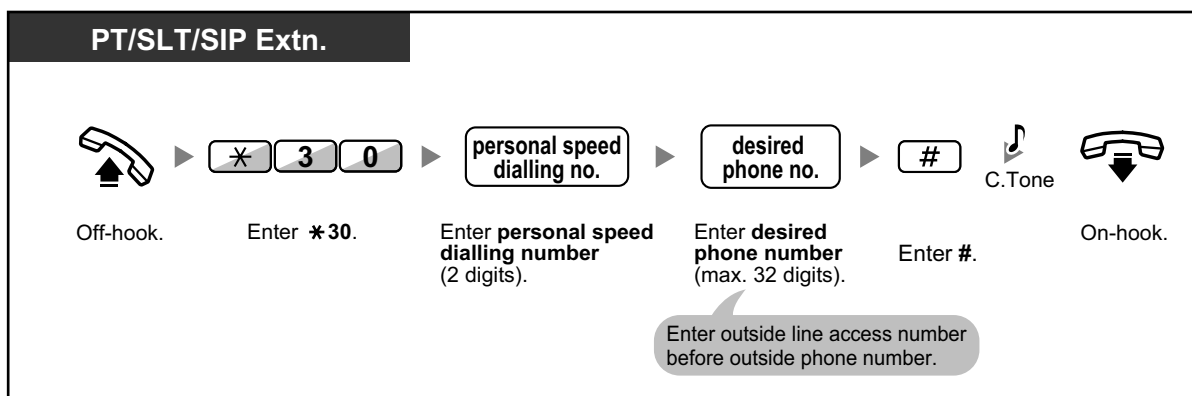 PT/SLT/SIP Extn.
* 3 0
personal speed
dialling no.
desired
phone no.
#
C.Tone
Off-hook.
Enter *30.
Enter personal speed
dialling number
(2 digits).
Enter desired
phone number
(max. 32 digits).
Enter #.
On-hook.
Enter outside line access number
before outside phone number.